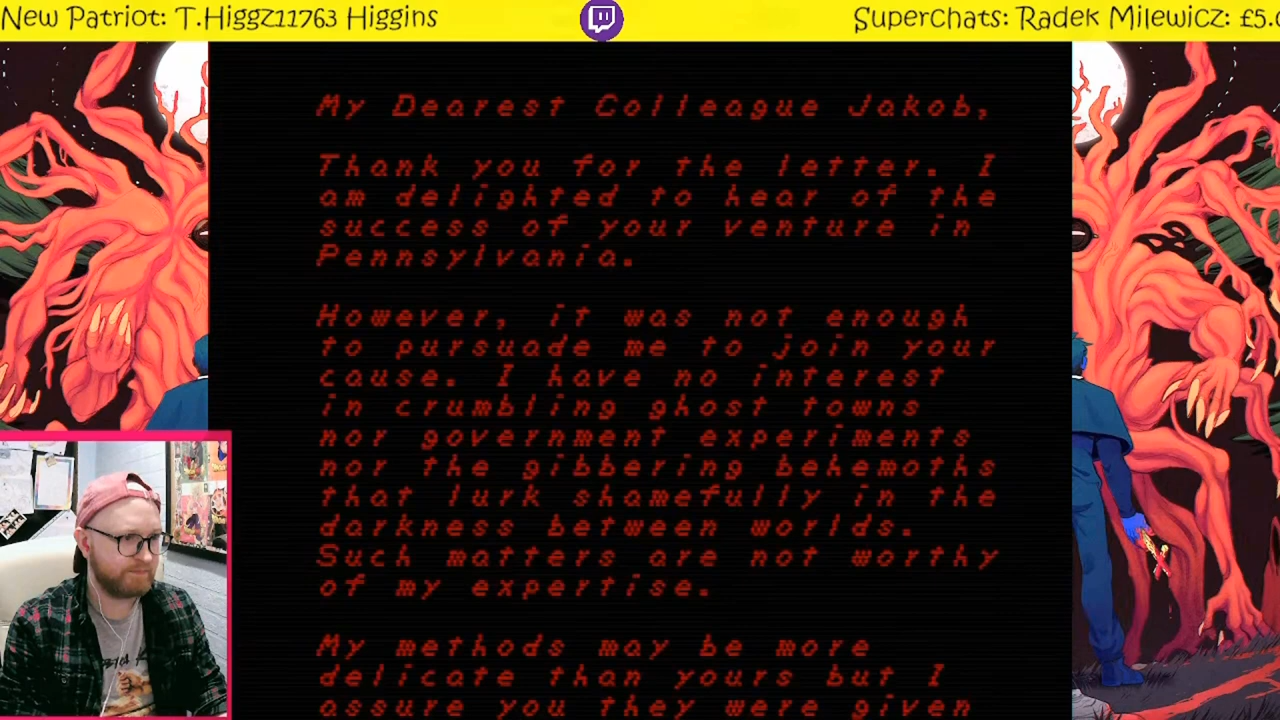 New Patriot: T.Higgz11763 Higgins
Superchats: Radek Milewicz: £5.
My Dearest Colleague Jakob,
Thank you for the letter. I
am delighted to hear of the
success of your venture in
Pennsylvania.
However, it was not enough
to pursuade me to join your
cause. I have no interest
in crumbling ghost towns
nor government experiments
nor the gibbering behemoths
that lurk shamefully in the
darkness between worlds.
Such matters are not worthy
of my expertise.
My methods may be more
delicate than yours but I
assure you they were given